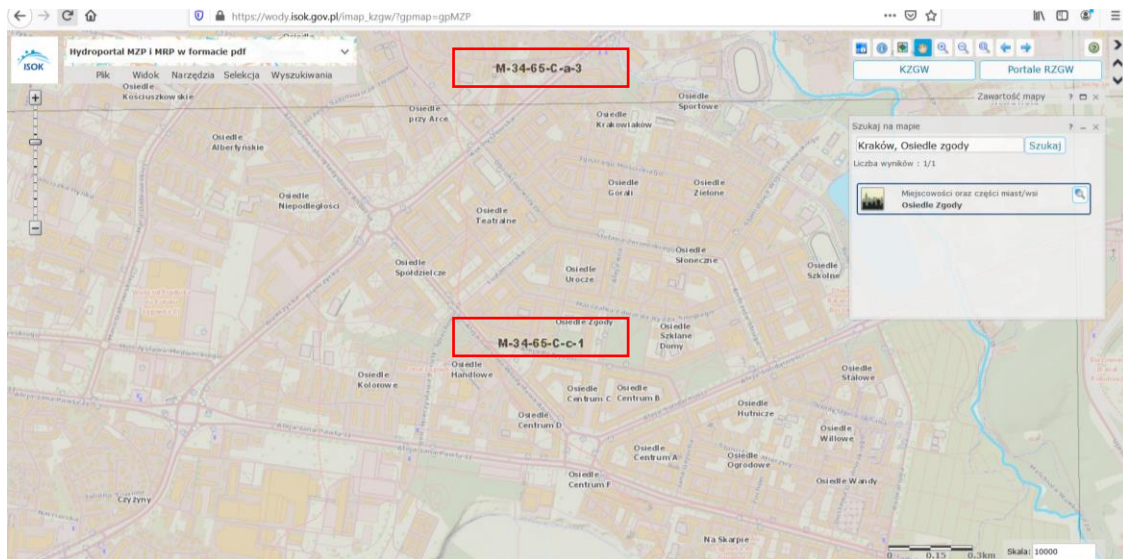 https://wody.isok.gov.pl/imap_kzgw/?gpmap=gpMZP
ISOK
Hydroportal MZP i MRP w formacie pdf
Plik Widok Narzędzia Selekcja Wyszukiwania
KZGW
Portale RZGW
Zawartość mapy
Szukaj na mapie
Kraków, Osiedle zgody
Szukaj
Liczba wyników : 1/1
Miejscowości oraz części miast/wsi
Osiedle Zgody
M-34-65-C-a-3
Osiedle
Kościuszkowskie
Osiedle
przy Arce
Osiedle
Krakowiaków
Osiedle
Sportowe
Osiedle
Albertyńskie
Osiedle
Niepodległości
Osiedle
Teatralne
Osiedle
Górali
Osiedle
Zielone
Osiedle
Spółdzielcze
Osiedle
Urocze
Osiedle
Słoneczne
Osiedle
Szkolne
Osiedle Zgody
M-34-65-C-c-1
Osiedle
Szklane
Domy
Osiedle
Kolorowe
Osiedle
Handlowe
Osiedle
Centrum C
Osiedle
Centrum B
Osiedle
Stalowe
Osiedle
Centrum D
Osiedle
Hutnicze
Osiedle
Willowe
Osiedle
Centrum A
Osiedle
Ogrodowe
Osiedle
Centrum F
Osiedle Wandy
Czyżyny
Na Skarpie
0 0.15 0.3km
Skala: 10000